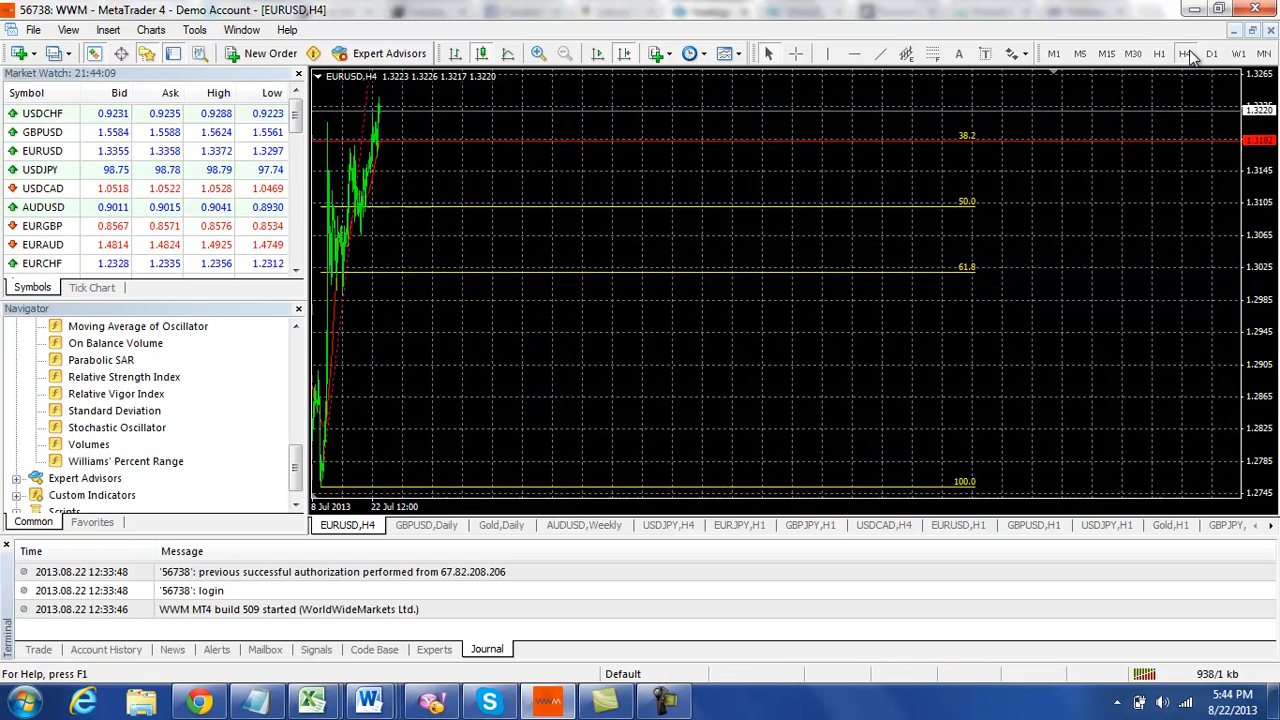 56738: WWM - MetaTrader 4 - Demo Account - [EURUSD,H4]
File View Insert Charts Tools Window Help
New Order Expert Advisors A T M1 M5 M15 M30 H1 H4 D1 W1 MN
Market Watch: 21:44:09
Symbol Bid Ask High Low
USDCHF 0.9231 0.9235 0.9288 0.9223
GBPUSD 1.5584 1.5588 1.5624 1.5561
EURUSD 1.3355 1.3358 1.3372 1.3297
USDJPY 98.75 98.78 98.79 97.74
USDCAD 1.0518 1.0522 1.0528 1.0469
AUDUSD 0.9011 0.9015 0.9041 0.8930
EURGBP 0.8567 0.8571 0.8576 0.8534
EURAUD 1.4814 1.4824 1.4925 1.4749
EURCHF 1.2328 1.2335 1.2356 1.2312
Symbols Tick Chart
Navigator
Moving Average of Oscillator
On Balance Volume
Parabolic SAR
Relative Strength Index
Relative Vigor Index
Standard Deviation
Stochastic Oscillator
Volumes
Williams' Percent Range
Expert Advisors
Custom Indicators
Scripts
Common Favorites
EURUSD,H4 1.3223 1.3226 1.3217 1.3220
38.2
50.0
61.8
100.0
1.3265
1.3220
1.3182
1.3145
1.3105
1.3065
1.3025
1.2985
1.2945
1.2905
1.2865
1.2825
1.2785
1.2745
8 Jul 2013 22 Jul 12:00
EURUSD,H4 GBPUSD,Daily Gold,Daily AUDUSD,Weekly USDJPY,H4 EURJPY,H1 GBPJPY,H1 USDCAD,H4 EURUSD,H1 GBPUSD,H1 USDJPY,H1 Gold,H1 GBPJPY,
Time Message
2013.08.22 12:33:48 '56738': previous successful authorization performed from 67.82.208.206
2013.08.22 12:33:48 '56738': login
2013.08.22 12:33:46 WWM MT4 build 509 started (WorldWideMarkets Ltd.)
Terminal
Trade Account History News Alerts Mailbox Signals Code Base Experts Journal
For Help, press F1 Default 938/1 kb
WWM
5:44 PM
8/22/2013